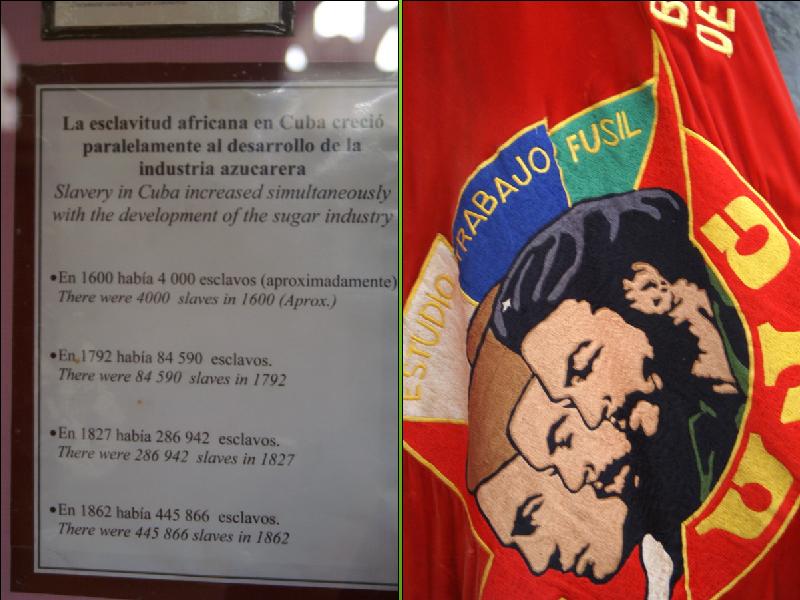 La esclavitud africana en Cuba creció
paralelamente al desarrollo de la
industria azucarera
Slavery in Cuba increased simultaneously
with the development of the sugar industry
•En 1600 había 4 000 esclavos (aproximadamente)
There were 4000 slaves in 1600 (Aprox.)
•En 1792 había 84 590 esclavos.
There were 84 590 slaves in 1792
•En 1827 había 286 942 esclavos.
There were 286 942 slaves in 1827
•En 1862 había 445 866 esclavos.
There were 445 866 slaves in 1862
DE
ESTUDIO
TRABAJO
FUSIL